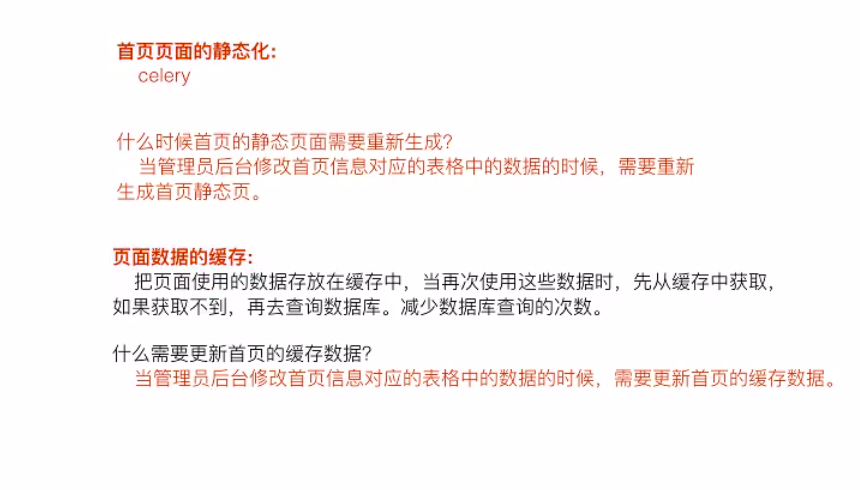 首页页面的静态化：
celery
什么时候首页的静态页面需要重新生成？
当管理员后台修改首页信息对应的表格中的数据的时候，需要重新
生成首页静态页。
页面数据的缓存：
把页面使用的数据存放在缓存中，当再次使用这些数据时，先从缓存中获取，
如果获取不到，再去查询数据库。减少数据库查询的次数。
什么需要更新首页的缓存数据？
当管理员后台修改首页信息对应的表格中的数据的时候，需要更新首页的缓存数据。